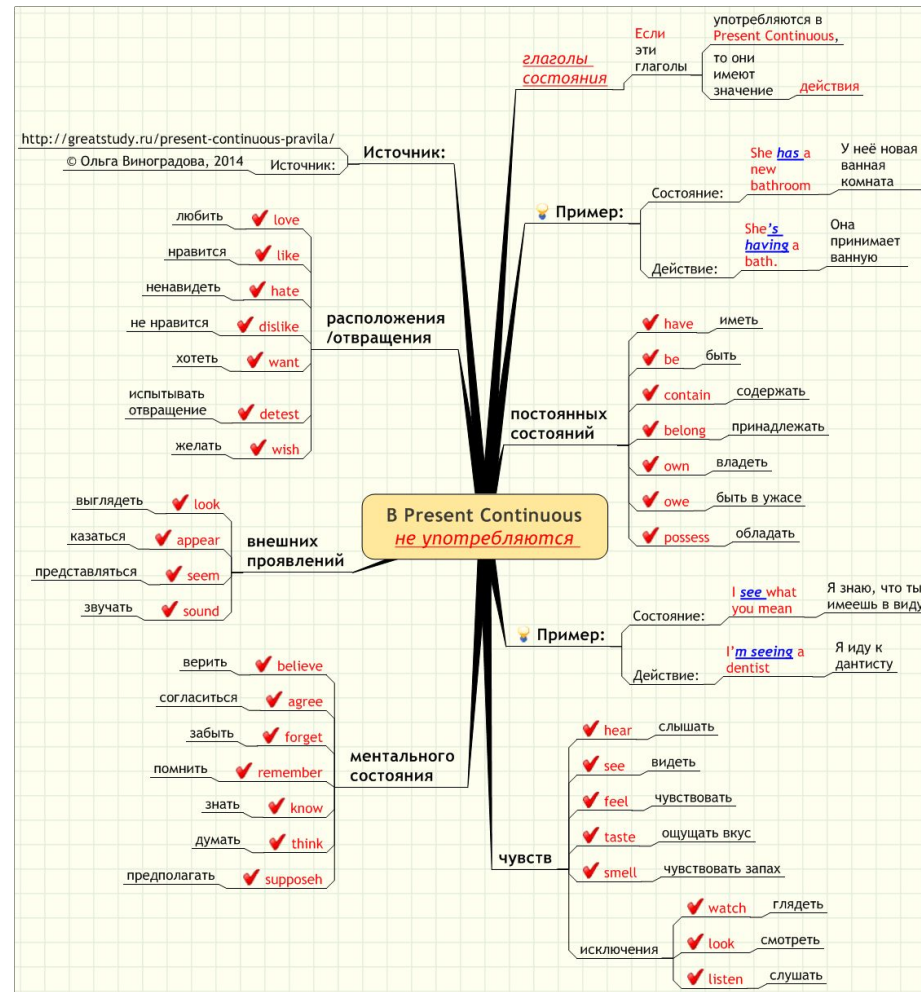 В Present Continuous
не употребляются
глаголы
состояния
Если
эти
глаголы
употребляются в
Present Continuous,
то они
имеют
значение
действия
Пример:
Состояние:
She has a
new
bathroom
У неё новая
ванная
комната
Действие:
She's
having a
bath.
Она
принимает
ванную
постоянных
состояний
have иметь
be быть
contain содержать
belong принадлежать
own владеть
owe быть в ужасе
possess обладать
Пример:
Состояние:
I see what
you mean
Я знаю, что ты
имеешь в виду
Действие:
I'm seeing a
dentist
Я иду к
дантисту
чувств
hear слышать
see видеть
feel чувствовать
taste ощущать вкус
smell чувствовать запах
исключения
watch глядеть
look смотреть
listen слушать
Источник:
http://greatstudy.ru/present-continuous-pravila/
© Ольга Виноградова, 2014 Источник:
расположения
/отвращения
любить love
нравится like
ненавидеть hate
не нравится dislike
хотеть want
испытывать
отвращение detest
желать wish
внешних
проявлений
выглядеть look
казаться appear
представляться seem
звучать sound
ментального
состояния
верить believe
согласиться agree
забыть forget
помнить remember
знать know
думать think
предполагать supposeh